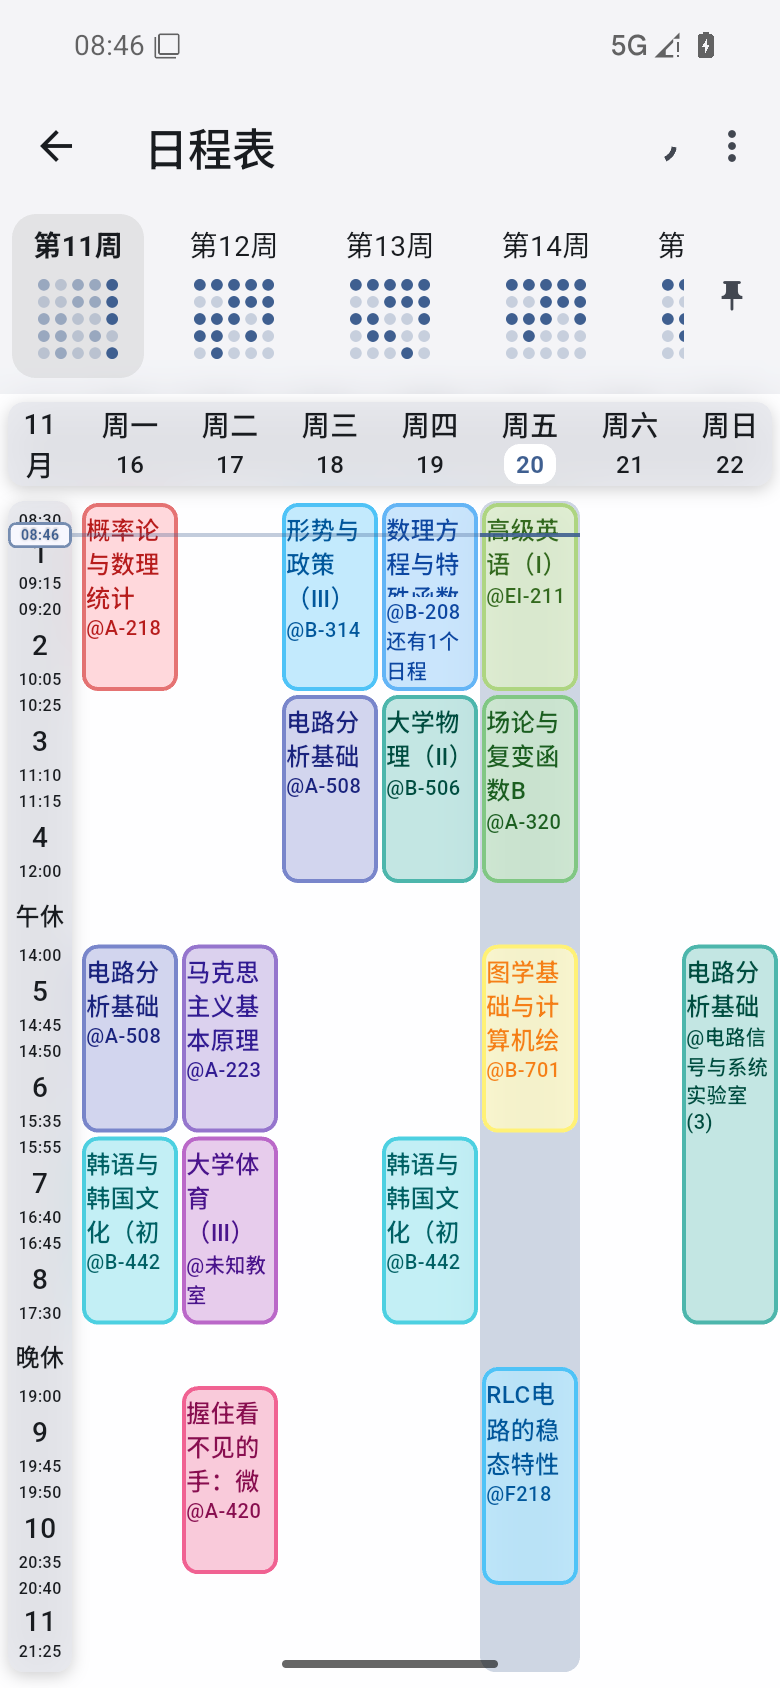 08:46
5G
日程表
第11周
第12周
第13周
第14周
第
11
月
周一
16
周二
17
周三
18
周四
19
周五
20
周六
21
周日
22
08:30
08:46
1
09:15
09:20
2
10:05
10:25
3
11:10
11:15
4
12:00
午休
14:00
5
14:45
14:50
6
15:35
15:55
7
16:40
16:45
8
17:30
晚休
19:00
9
19:45
19:50
10
20:35
20:40
11
21:25
概率论
与数理
统计
@A-218
电路分
析基础
@A-508
韩语与
韩国文
化（初
@B-442
马克思
主义基
本原理
@A-223
大学体
育
（III）
@未知教
室
握住看
不见的
手：微
@A-420
形势与
政策
（III）
@B-314
电路分
析基础
@A-508
数理方
程与特
殊函数
@B-208
还有1个
日程
大学物
理（II）
@B-506
韩语与
韩国文
化（初
@B-442
高级英
语（I）
@EI-211
场论与
复变函
数B
@A-320
图学基
础与计
算机绘
@B-701
RLC电
路的稳
态特性
@F218
电路分
析基础
@电路信
号与系统
实验室
(3)